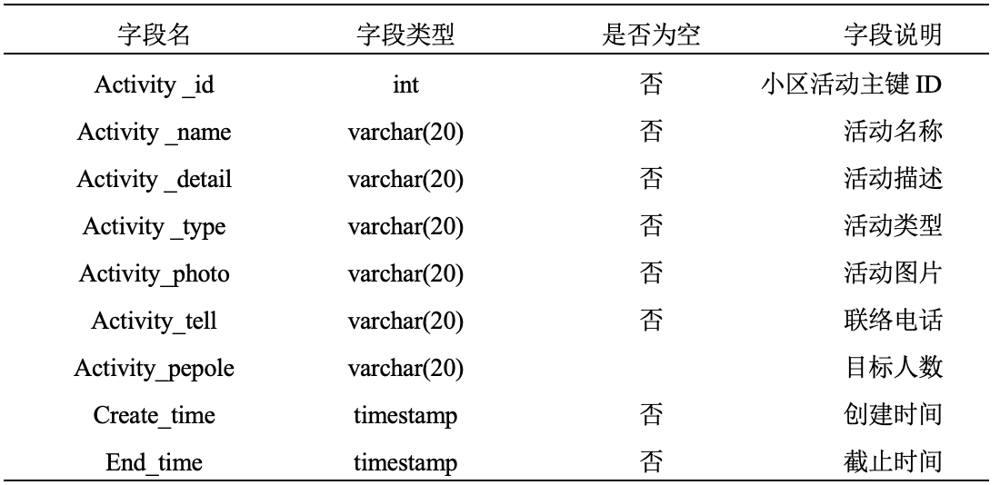 字段名 字段类型 是否为空 字段说明
Activity _id int 否 小区活动主键 ID
Activity _name varchar(20) 否 活动名称
Activity _detail varchar(20) 否 活动描述
Activity _type varchar(20) 否 活动类型
Activity_photo varchar(20) 否 活动图片
Activity_tell varchar(20) 否 联络电话
Activity_pepole varchar(20) 目标人数
Create_time timestamp 否 创建时间
End_time timestamp 否 截止时间